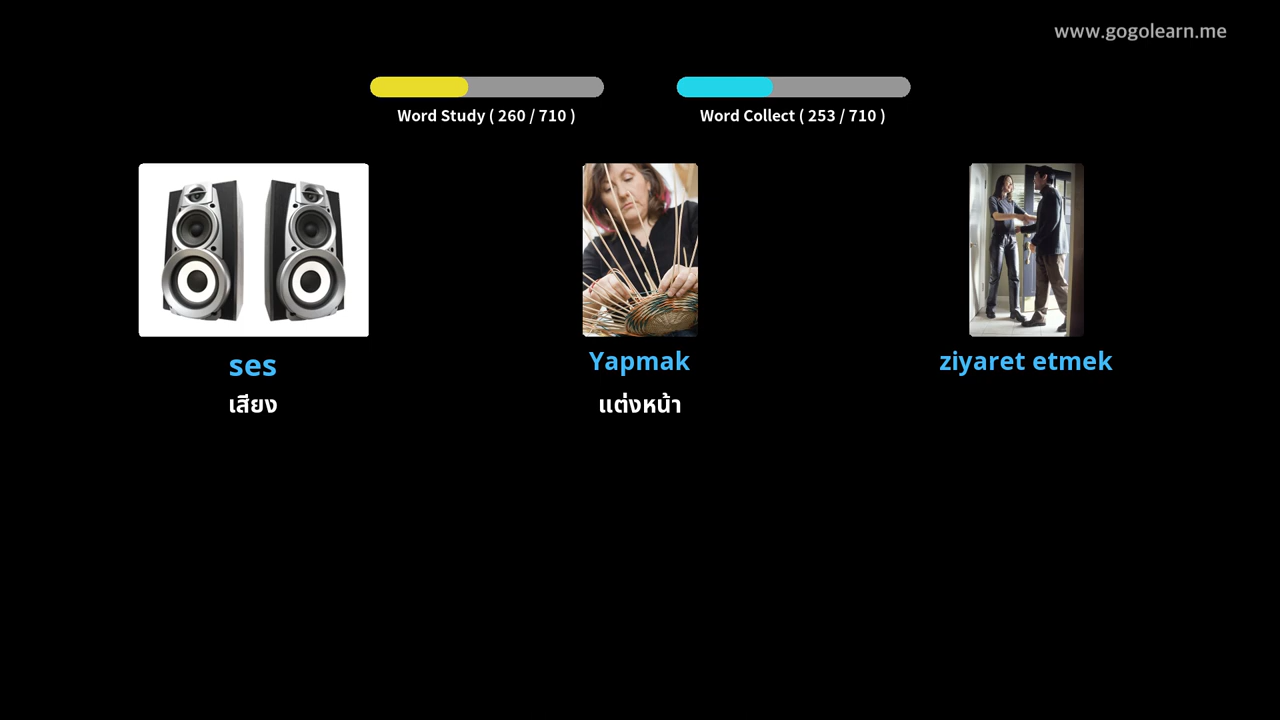 www.gogolearn.me
Word Study ( 260 / 710 )
Word Collect ( 253 / 710 )
ses
Yapmak
ziyaret etmek
เสียง
แต่งหน้า